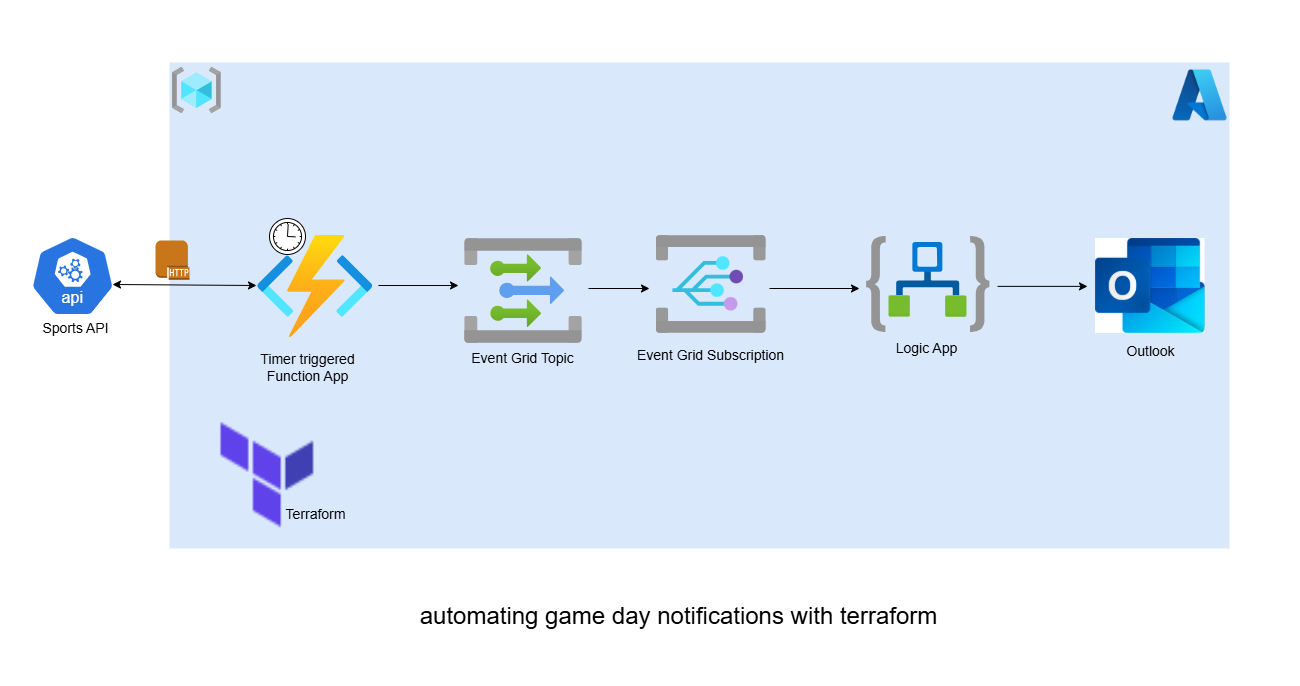 HTTP
api
Sports API
Timer triggered
Function App
Event Grid Topic
Event Grid Subscription
Logic App
O
Outlook
Terraform
automating game day notifications with terraform